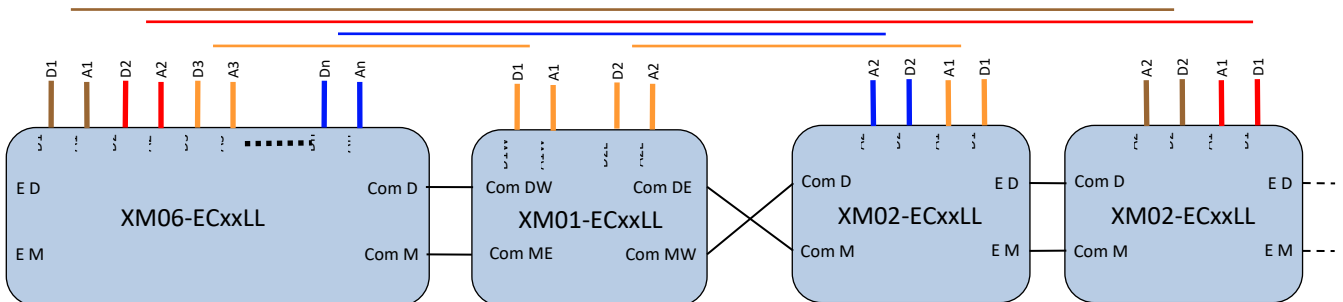 D1 A1 D2 A2 D3 A3 Dn An D1 A1 D2 A2 A2 D2 A1 D1 A2 D2 A1 D1
E D Com D Com DW Com DE Com D E D Com D E D
XM06-ECxxLL XM01-ECxxLL XM02-ECxxLL XM02-ECxxLL
E M Com M Com ME Com MW Com M E M Com M E M